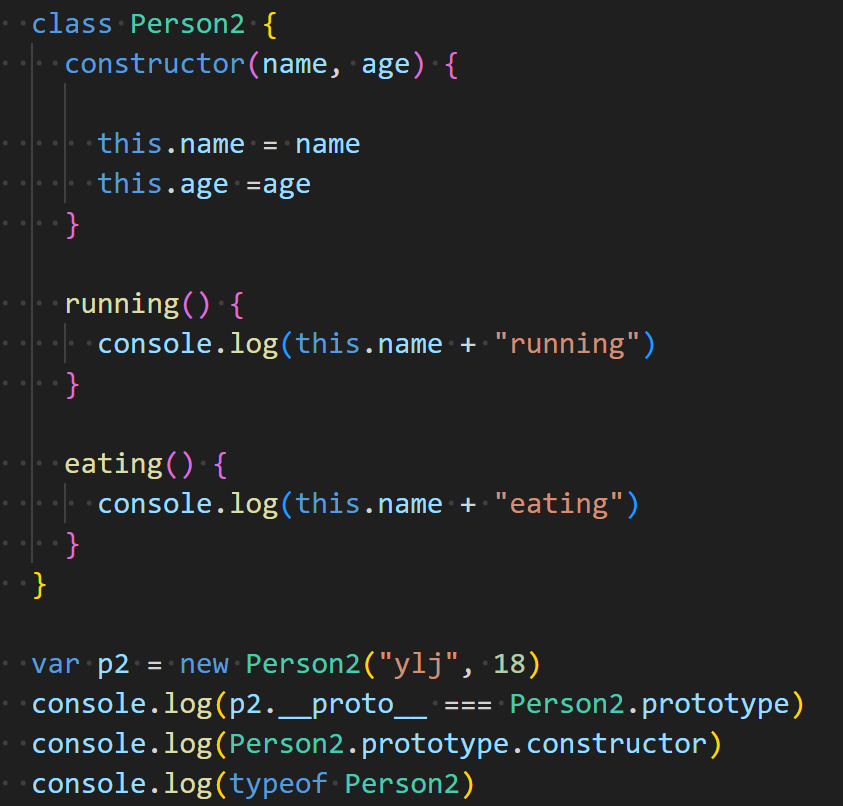 class Person2 {
constructor(name, age) {
this.name = name
this.age =age
}
running() {
console.log(this.name + "running")
}
eating() {
console.log(this.name + "eating")
}
}
var p2 = new Person2("ylj", 18)
console.log(p2.__proto__ === Person2.prototype)
console.log(Person2.prototype.constructor)
console.log(typeof Person2)